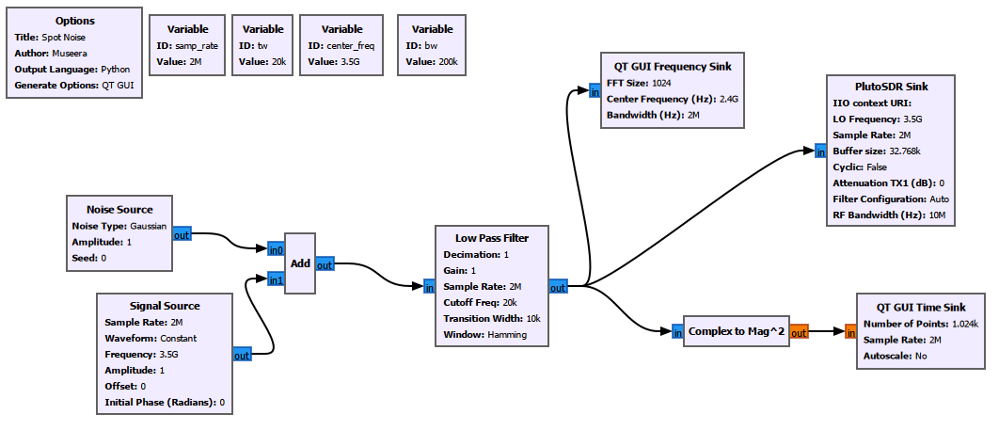 Options
Title: Spot Noise
Author: Museera
Output Language: Python
Generate Options: QT GUI
Variable
ID: samp_rate
Value: 2M
Variable
ID: tw
Value: 20k
Variable
ID: center_freq
Value: 3.5G
Variable
ID: bw
Value: 200k
QT GUI Frequency Sink
FFT Size: 1024
Center Frequency (Hz): 2.4G
Bandwidth (Hz): 2M
in
PlutoSDR Sink
IIO context URI:
LO Frequency: 3.5G
Sample Rate: 2M
Buffer size: 32.768k
Cyclic: False
Attenuation TX1 (dB): 0
Filter Configuration: Auto
RF Bandwidth (Hz): 10M
in
Noise Source
Noise Type: Gaussian
Amplitude: 1
Seed: 0
out
in0
in1
Add
out
Signal Source
Sample Rate: 2M
Waveform: Constant
Frequency: 3.5G
Amplitude: 1
Offset: 0
Initial Phase (Radians): 0
out
in
Low Pass Filter
Decimation: 1
Gain: 1
Sample Rate: 2M
Cutoff Freq: 20k
Transition Width: 10k
Window: Hamming
out
in
Complex to Mag^2
out
in
QT GUI Time Sink
Number of Points: 1.024k
Sample Rate: 2M
Autoscale: No